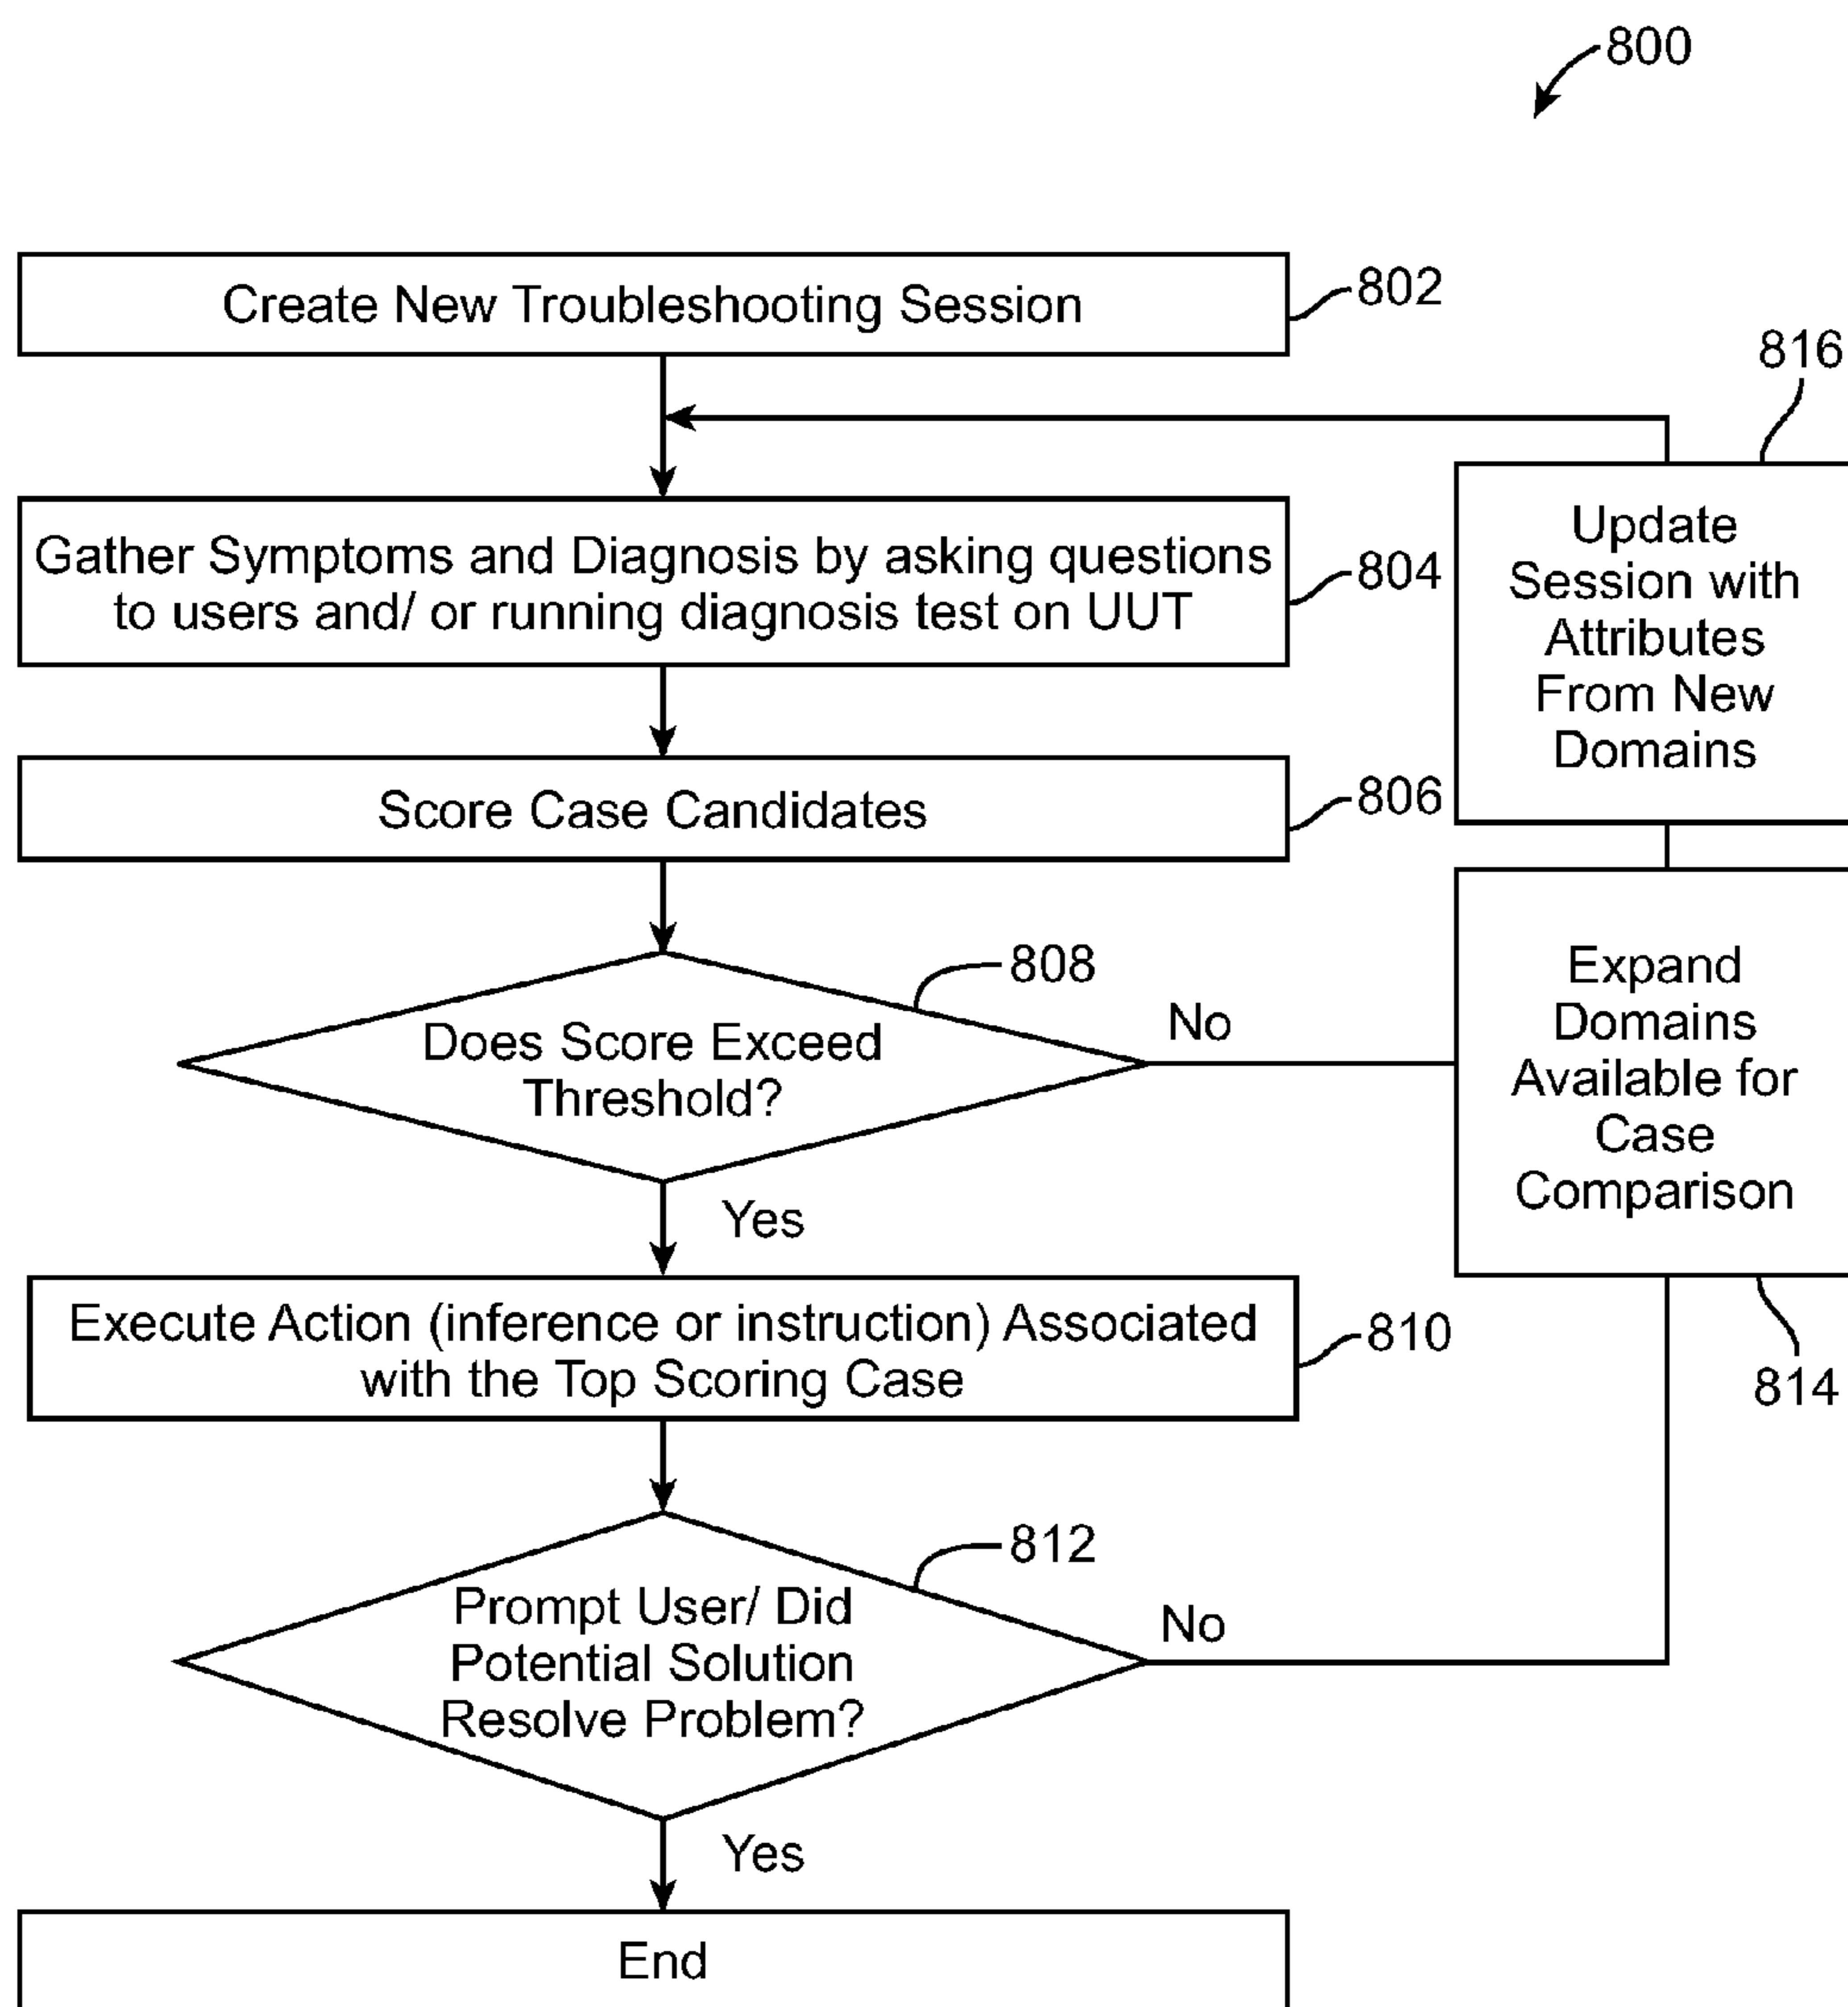 800
Create New Troubleshooting Session
802
816
Update
Session with
Attributes
From New
Domains
Gather Symptoms and Diagnosis by asking questions
to users and/ or running diagnosis test on UUT
804
Score Case Candidates
806
808
Does Score Exceed
Threshold?
No
Yes
Expand
Domains
Available for
Case
Comparison
814
Execute Action (inference or instruction) Associated
with the Top Scoring Case
810
812
Prompt User/ Did
Potential Solution
Resolve Problem?
No
Yes
End